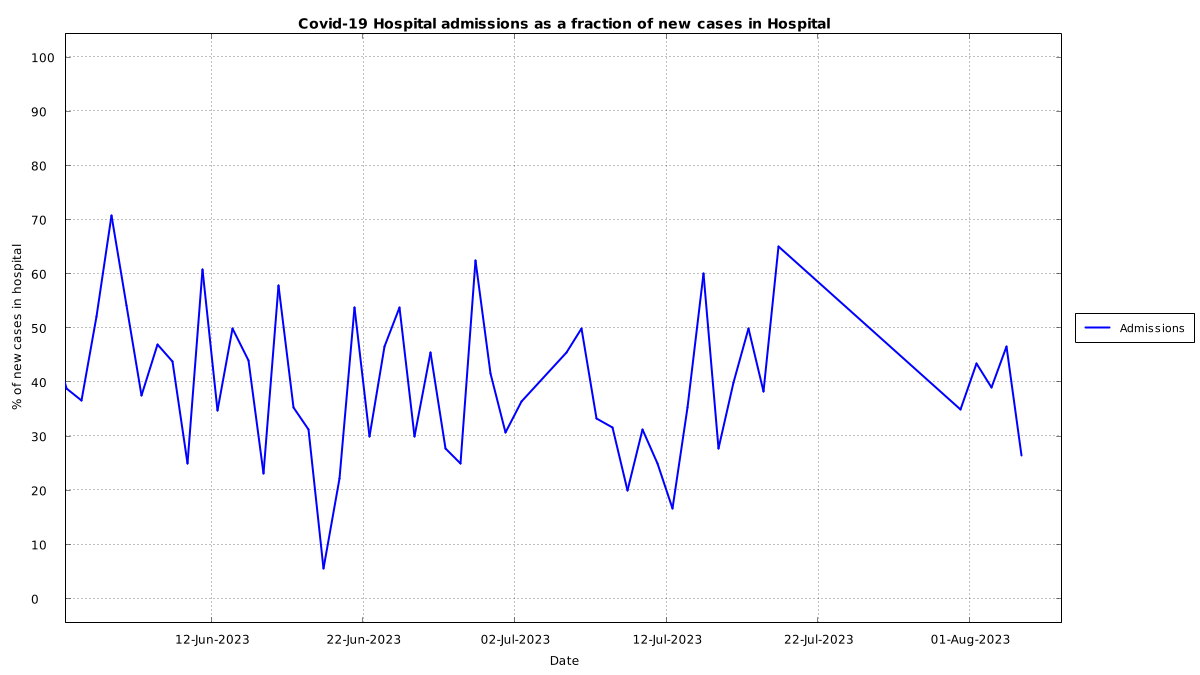 Covid-19 Hospital admissions as a fraction of new cases in Hospital
% of new cases in hospital
100
90
80
70
60
50
40
30
20
10
0
Admissions
12-Jun-2023 22-Jun-2023 02-Jul-2023 12-Jul-2023 22-Jul-2023 01-Aug-2023
Date